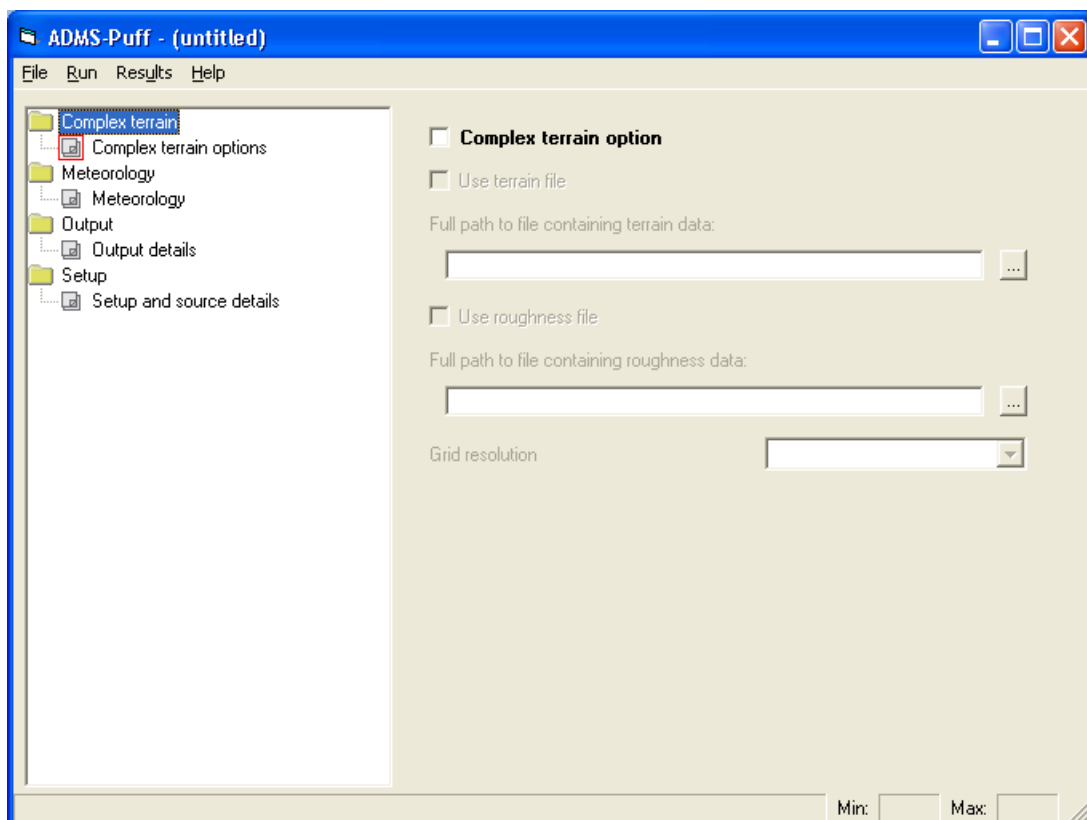 ADMS-Puff - (untitled)
File Run Results Help
Complex terrain
Complex terrain options
Meteorology
Meteorology
Output
Output details
Setup
Setup and source details
Complex terrain option
Use terrain file
Full path to file containing terrain data:
...
Use roughness file
Full path to file containing roughness data:
...
Grid resolution
Min: Max: